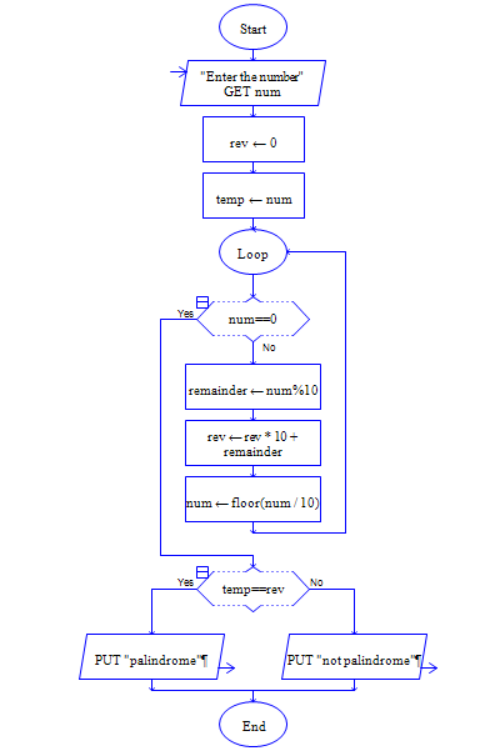 Start
"Enter the number"
GET num
rev ← 0
temp ← num
Loop
Yes
num==0
No
remainder ← num%10
rev ← rev * 10 +
remainder
num ← floor(num / 10)
Yes
temp==rev
No
PUT "palindrome"¶
PUT "not palindrome"¶
End